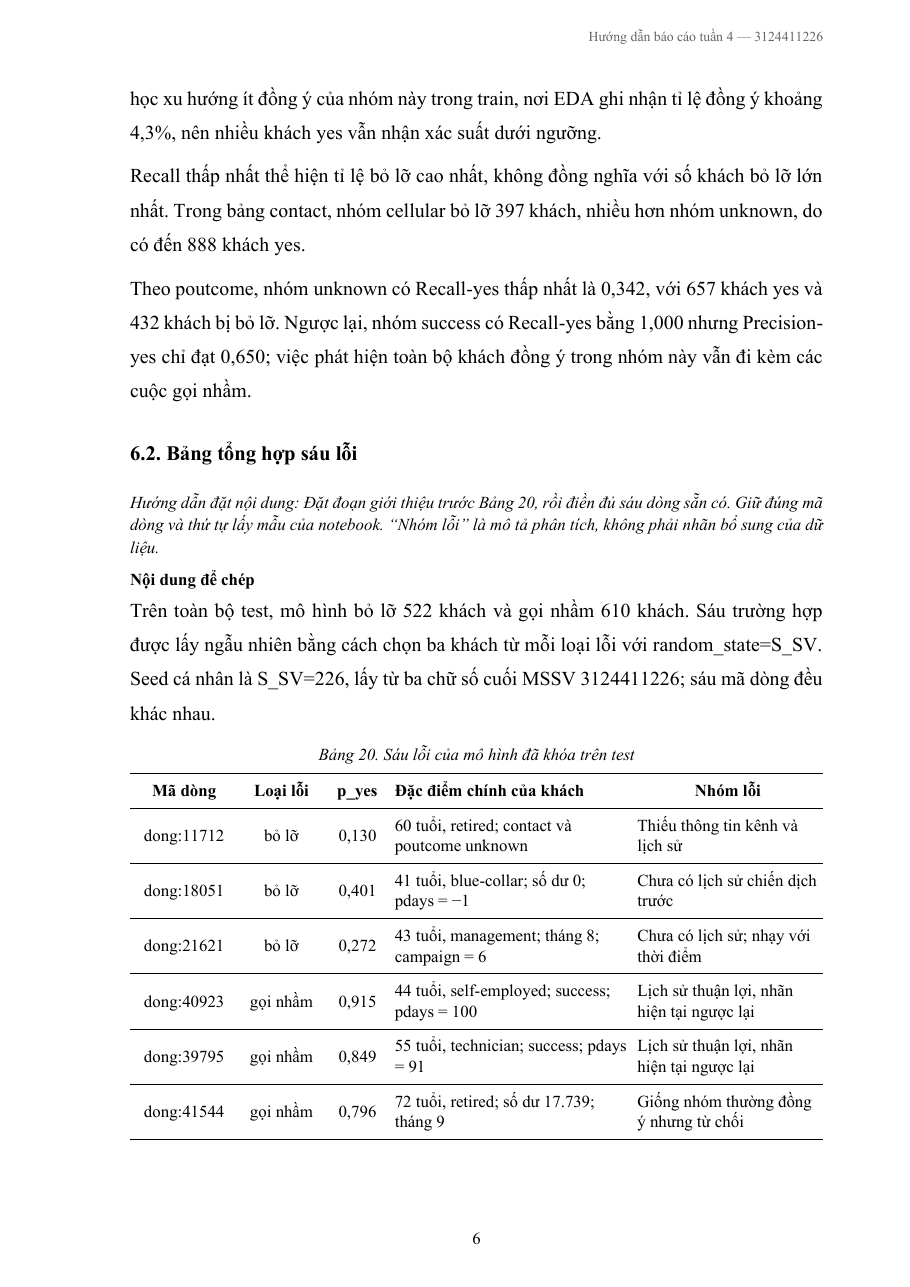 Hướng dẫn báo cáo tuần 4 — 3124411226
học xu hướng ít đồng ý của nhóm này trong train, nơi EDA ghi nhận tỉ lệ đồng ý khoảng
4,3%, nên nhiều khách yes vẫn nhận xác suất dưới ngưỡng.
Recall thấp nhất thể hiện tỉ lệ bỏ lỡ cao nhất, không đồng nghĩa với số khách bỏ lỡ lớn
nhất. Trong bảng contact, nhóm cellular bỏ lỡ 397 khách, nhiều hơn nhóm unknown, do
có đến 888 khách yes.
Theo poutcome, nhóm unknown có Recall-yes thấp nhất là 0,342, với 657 khách yes và
432 khách bị bỏ lỡ. Ngược lại, nhóm success có Recall-yes bằng 1,000 nhưng Precision-
yes chỉ đạt 0,650; việc phát hiện toàn bộ khách đồng ý trong nhóm này vẫn đi kèm các
cuộc gọi nhầm.
6.2. Bảng tổng hợp sáu lỗi
Hướng dẫn đặt nội dung: Đặt đoạn giới thiệu trước Bảng 20, rồi điền đủ sáu dòng sẵn có. Giữ đúng mã
dòng và thứ tự lấy mẫu của notebook. “Nhóm lỗi” là mô tả phân tích, không phải nhãn bổ sung của dữ
liệu.
Nội dung để chép
Trên toàn bộ test, mô hình bỏ lỡ 522 khách và gọi nhầm 610 khách. Sáu trường hợp
được lấy ngẫu nhiên bằng cách chọn ba khách từ mỗi loại lỗi với random_state=S_SV.
Seed cá nhân là S_SV=226, lấy từ ba chữ số cuối MSSV 3124411226; sáu mã dòng đều
khác nhau.
Bảng 20. Sáu lỗi của mô hình đã khóa trên test
Mã dòng Loại lỗi p_yes Đặc điểm chính của khách Nhóm lỗi
dong:11712 bỏ lỡ 0,130 60 tuổi, retired; contact và Thiếu thông tin kênh và
poutcome unknown lịch sử
dong:18051 bỏ lỡ 0,401 41 tuổi, blue-collar; số dư 0; Chưa có lịch sử chiến dịch
pdays = −1 trước
dong:21621 bỏ lỡ 0,272 43 tuổi, management; tháng 8; Chưa có lịch sử; nhạy với
campaign = 6 thời điểm
dong:40923 gọi nhầm 0,915 44 tuổi, self-employed; success; Lịch sử thuận lợi, nhãn
pdays = 100 hiện tại ngược lại
dong:39795 gọi nhầm 0,849 55 tuổi, technician; success; pdays Lịch sử thuận lợi, nhãn
= 91 hiện tại ngược lại
dong:41544 gọi nhầm 0,796 72 tuổi, retired; số dư 17.739; Giống nhóm thường đồng
tháng 9 ý nhưng từ chối
6